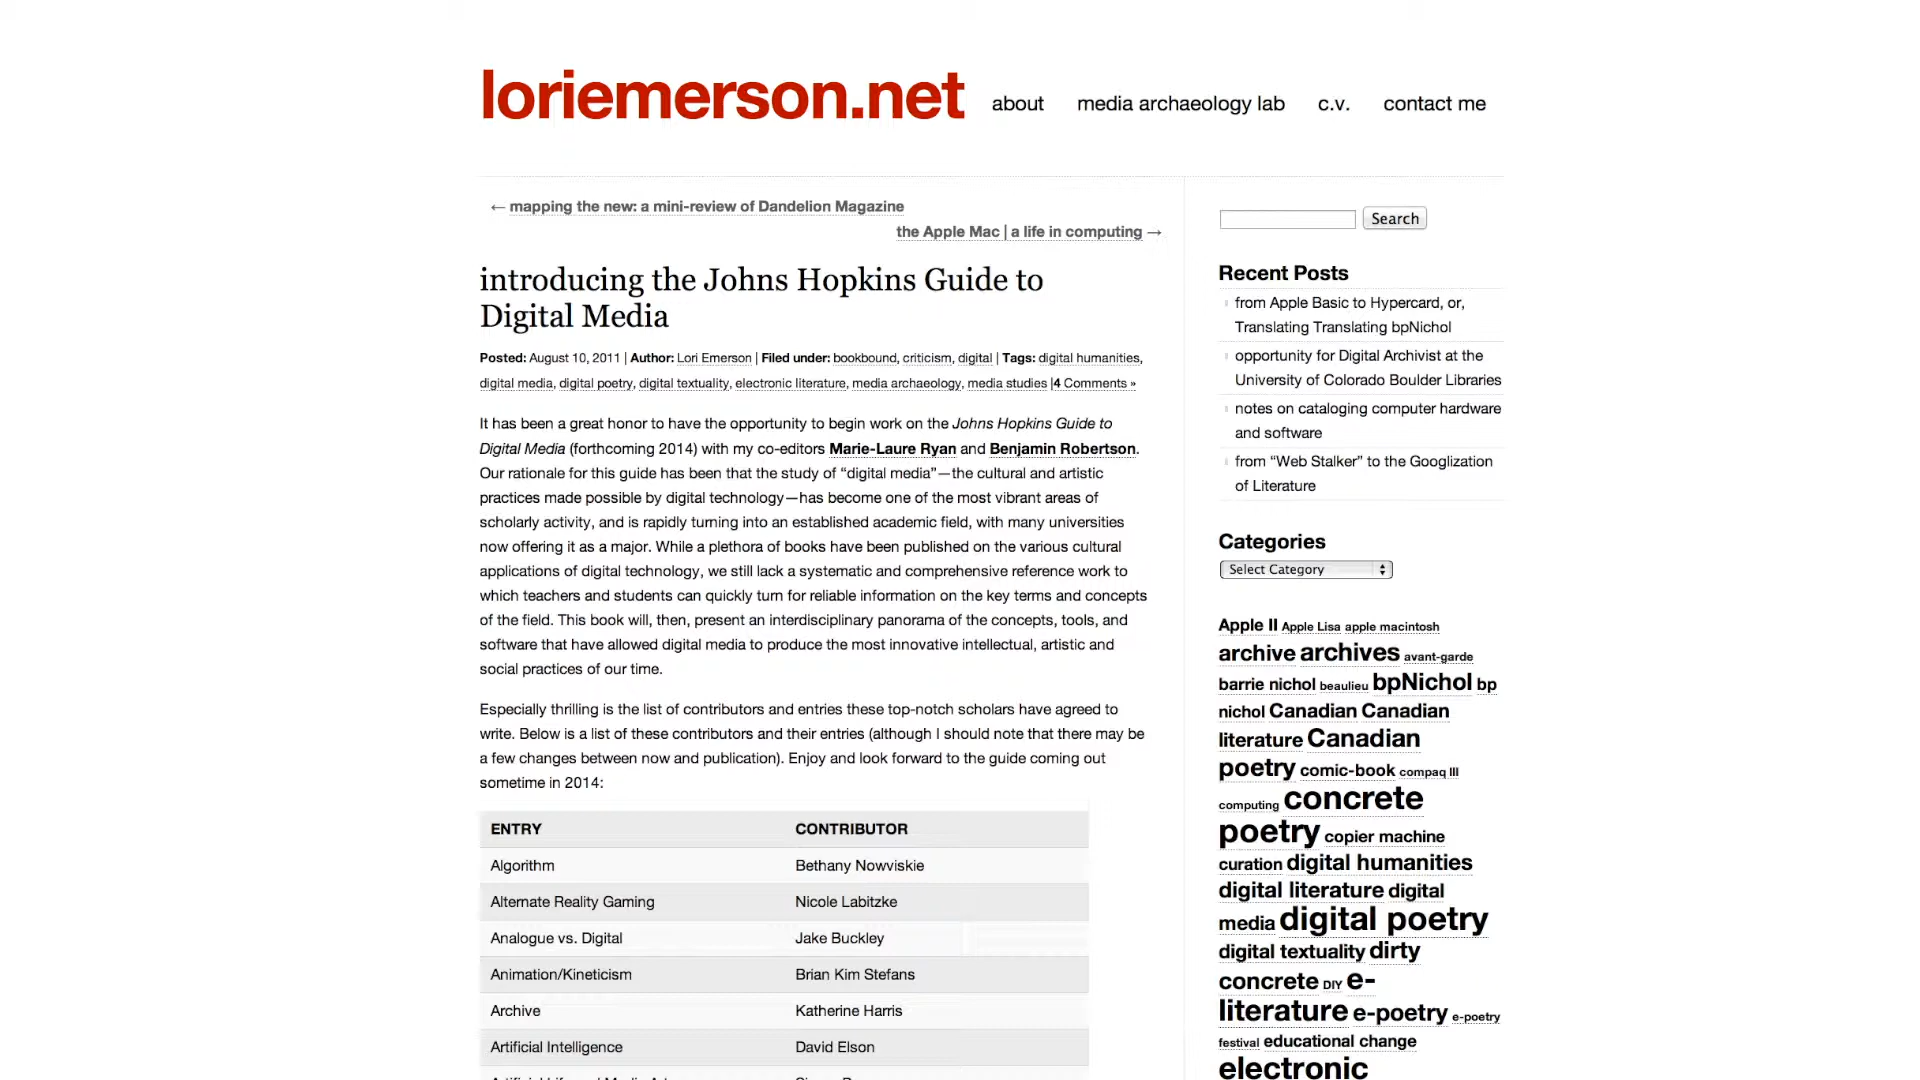 loriemerson.net
about media archaeology lab c.v. contact me
← mapping the new: a mini-review of Dandelion Magazine
the Apple Mac | a life in computing →
introducing the Johns Hopkins Guide to
Digital Media
Posted: August 10, 2011 | Author: Lori Emerson | Filed under: bookbound, criticism, digital | Tags: digital humanities,
digital media, digital poetry, digital textuality, electronic literature, media archaeology, media studies |4 Comments »
It has been a great honor to have the opportunity to begin work on the Johns Hopkins Guide to
Digital Media (forthcoming 2014) with my co-editors Marie-Laure Ryan and Benjamin Robertson.
Our rationale for this guide has been that the study of “digital media”—the cultural and artistic
practices made possible by digital technology—has become one of the most vibrant areas of
scholarly activity, and is rapidly turning into an established academic field, with many universities
now offering it as a major. While a plethora of books have been published on the various cultural
applications of digital technology, we still lack a systematic and comprehensive reference work to
which teachers and students can quickly turn for reliable information on the key terms and concepts
of the field. This book will, then, present an interdisciplinary panorama of the concepts, tools, and
software that have allowed digital media to produce the most innovative intellectual, artistic and
social practices of our time.
Especially thrilling is the list of contributors and entries these top-notch scholars have agreed to
write. Below is a list of these contributors and their entries (although I should note that there may be
a few changes between now and publication). Enjoy and look forward to the guide coming out
sometime in 2014:
ENTRY CONTRIBUTOR
Algorithm Bethany Nowviskie
Alternate Reality Gaming Nicole Labitzke
Analogue vs. Digital Jake Buckley
Animation/Kineticism Brian Kim Stefans
Archive Katherine Harris
Artificial Intelligence David Elson
Search
Recent Posts
from Apple Basic to Hypercard, or,
Translating Translating bpNichol
opportunity for Digital Archivist at the
University of Colorado Boulder Libraries
notes on cataloging computer hardware
and software
from “Web Stalker” to the Googlization
of Literature
Categories
Select Category
Apple II Apple Lisa apple macintosh
archive archives avant-garde
barrie nichol beaulieu bpNichol bp
nichol Canadian Canadian
literature Canadian
poetry comic-book compaq III
computing concrete
poetry copier machine
curation digital humanities
digital literature digital
media digital poetry
digital textuality dirty
concrete DIY e-
literature e-poetry e-poetry
festival educational change
electronic